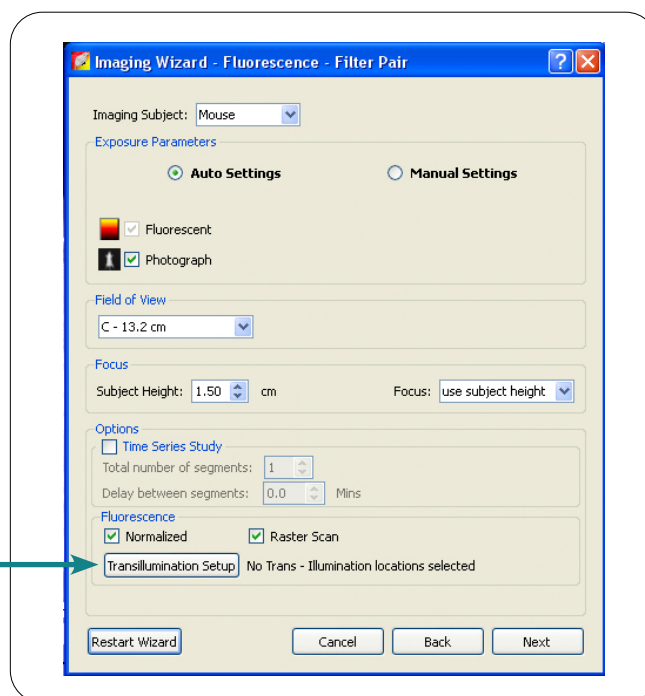 Imaging Wizard - Fluorescence - Filter Pair
Imaging Subject: Mouse
Exposure Parameters
Auto Settings Manual Settings
Fluorescent
Photograph
Field of View
C - 13.2 cm
Focus
Subject Height: 1.50 cm Focus: use subject height
Options
Time Series Study
Total number of segments: 1
Delay between segments: 0.0 Mins
Fluorescence
Normalized Raster Scan
Transillumination Setup No Trans - Illumination locations selected
Restart Wizard Cancel Back Next